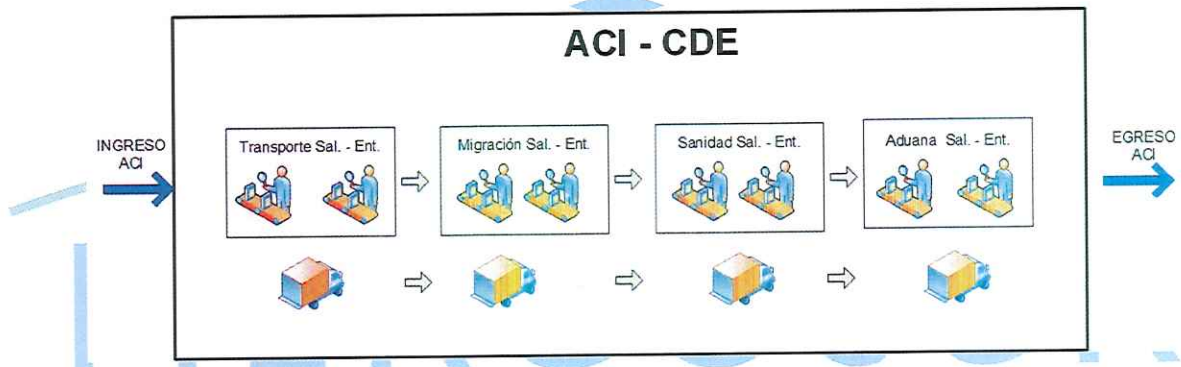 ACI - CDE
INGRESO
ACI
Transporte Sal. - Ent.
Migración Sal. - Ent.
Sanidad Sal. - Ent.
Aduana Sal. - Ent.
EGRESO
ACI